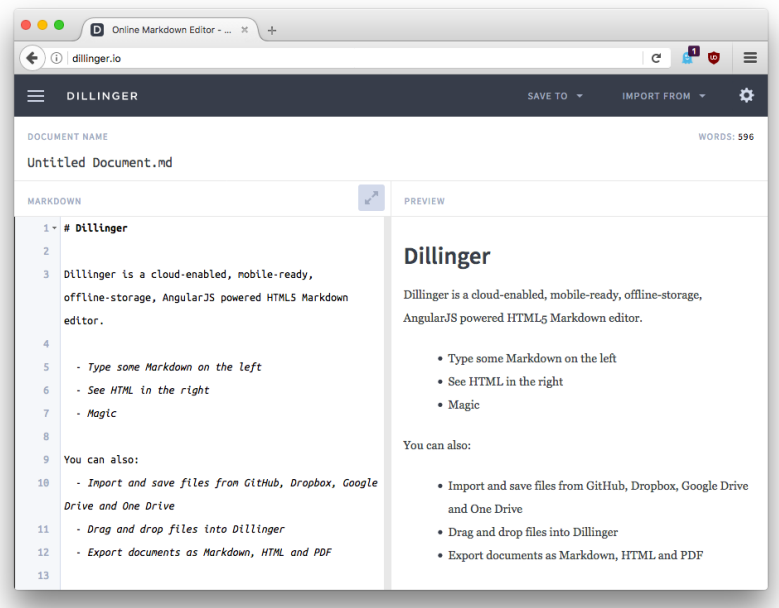 Online Markdown Editor - ...
dillinger.io
1
DILLINGER
SAVE TO
IMPORT FROM
DOCUMENT NAME
WORDS: 596
Untitled Document.md
MARKDOWN
PREVIEW
1 # Dillinger
2
3 Dillinger is a cloud-enabled, mobile-ready,
offline-storage, AngularJS powered HTML5 Markdown
editor.
4
5 - Type some Markdown on the left
6 - See HTML in the right
7 - Magic
8
9 You can also:
10 - Import and save files from GitHub, Dropbox, Google
Drive and One Drive
11 - Drag and drop files into Dillinger
12 - Export documents as Markdown, HTML and PDF
13
Dillinger
Dillinger is a cloud-enabled, mobile-ready, offline-storage,
AngularJS powered HTML5 Markdown editor.
• Type some Markdown on the left
• See HTML in the right
• Magic
You can also:
• Import and save files from GitHub, Dropbox, Google Drive
and One Drive
• Drag and drop files into Dillinger
• Export documents as Markdown, HTML and PDF